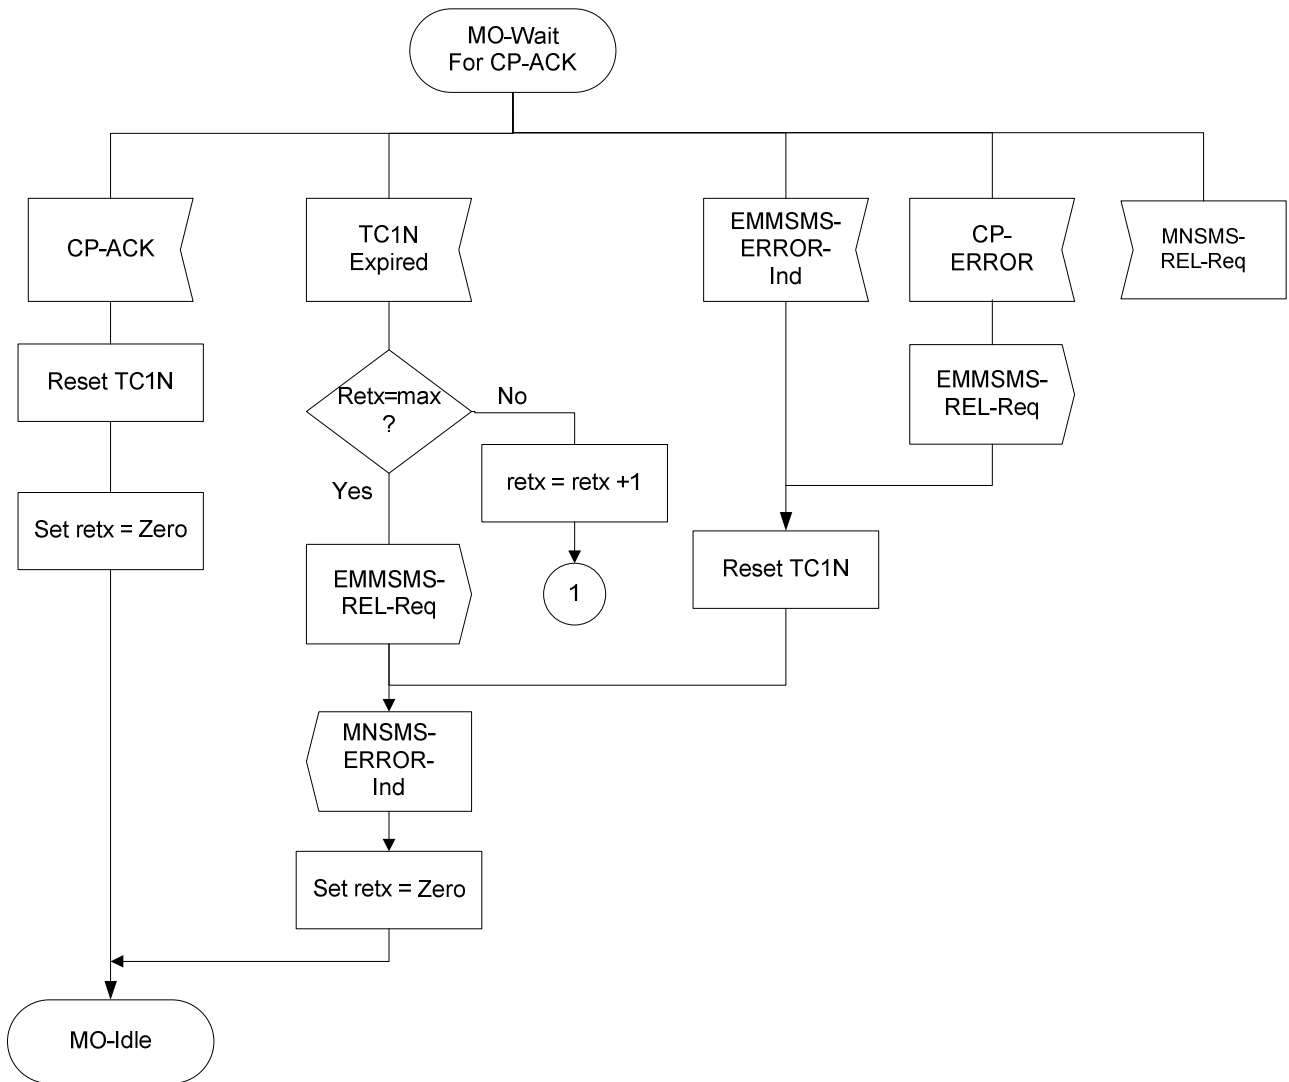 MO-Wait
For CP-ACK
CP-ACK
TC1N
Expired
EMMSMS-
ERROR-
Ind
CP-
ERROR
MNSMS-
REL-Req
Reset TC1N
Retx=max
?
No
EMMSMS-
REL-Req
Yes
retx = retx +1
Set retx = Zero
EMMSMS-
REL-Req
1
Reset TC1N
MNSMS-
ERROR-
Ind
Set retx = Zero
MO-Idle